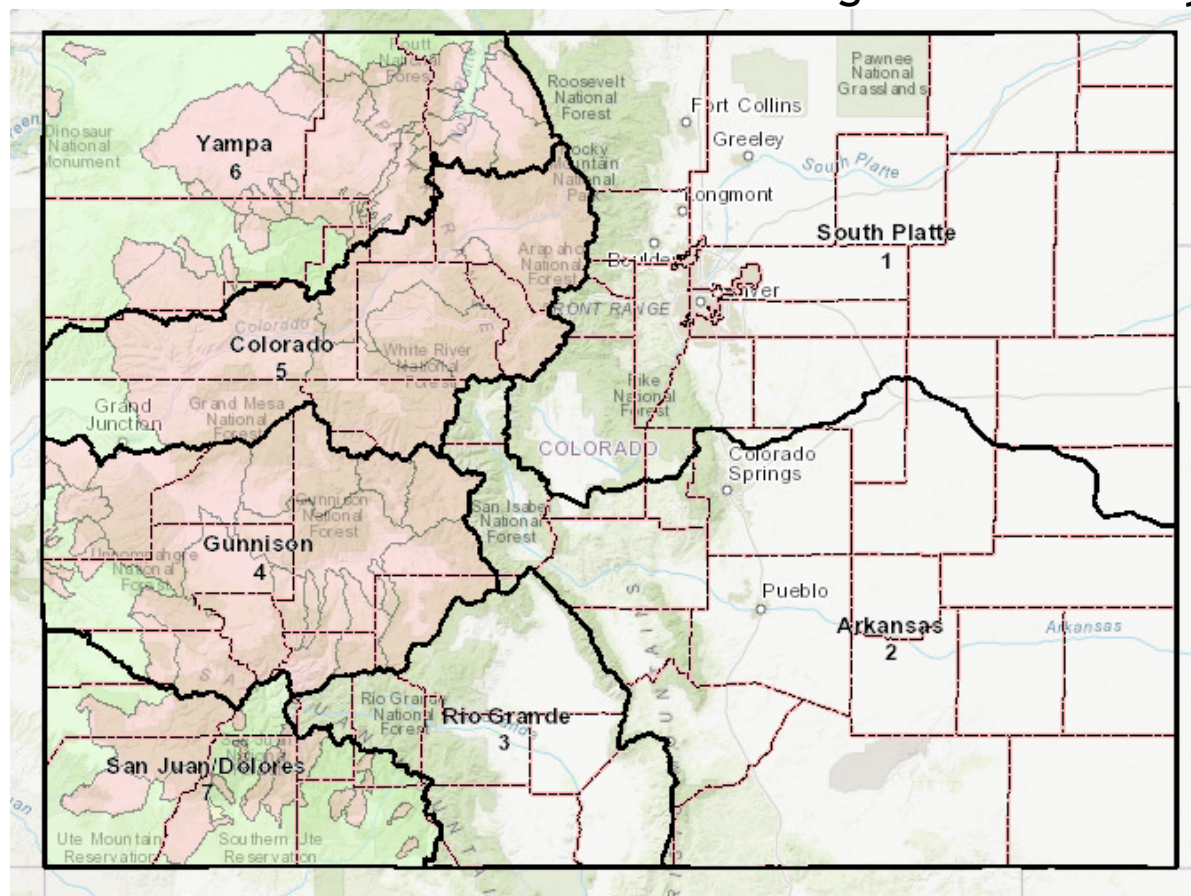 Routt
National
Forest
Roosevelt
National
Forest
Pawnee
National
Grasslands
Fort Collins
Greeley
Dinosaur
National
Monument
Yampa
6
Rocky
Mountain
National
Park
South Platte
Longmont
South Platte
1
Arapaho
National
Forest
Boulder
Denver
FRONT RANGE
Colorado
Colorado
5
White River
National
Forest
Pike
National
Forest
Grand
Junction
Grand Mesa
National
Forest
COLORADO
Colorado
Springs
Gunnison
National
Forest
San Isabel
National
Forest
Uncompahgre
National
Forest
Gunnison
4
Pueblo
Arkansas
2
Arkansas
Rio Grande
National
Forest
Rio Grande
3
San Juan
National
San Juan/Dolores
7
Ute Mountain
Reservation
Southern Ute
Reservation